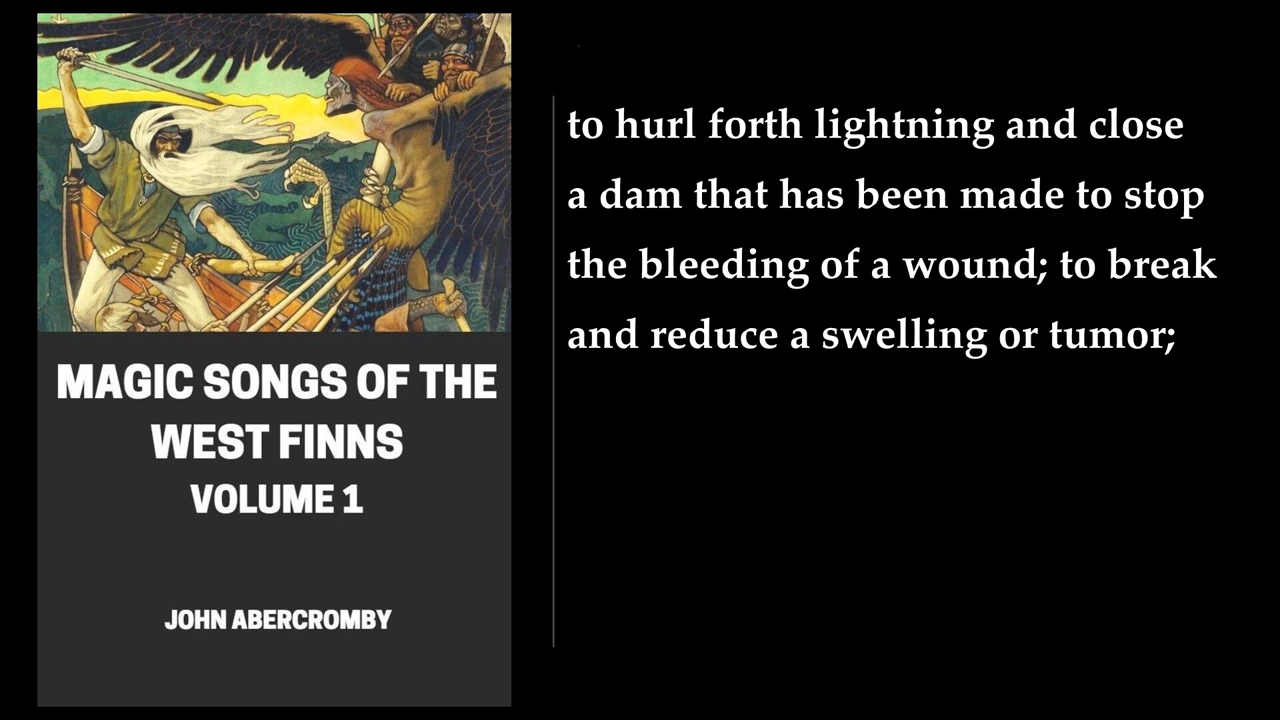 MAGIC SONGS OF THE
WEST FINNS
VOLUME 1
JOHN ABERCROMBY
to hurl forth lightning and close
a dam that has been made to stop
the bleeding of a wound; to break
and reduce a swelling or tumor;